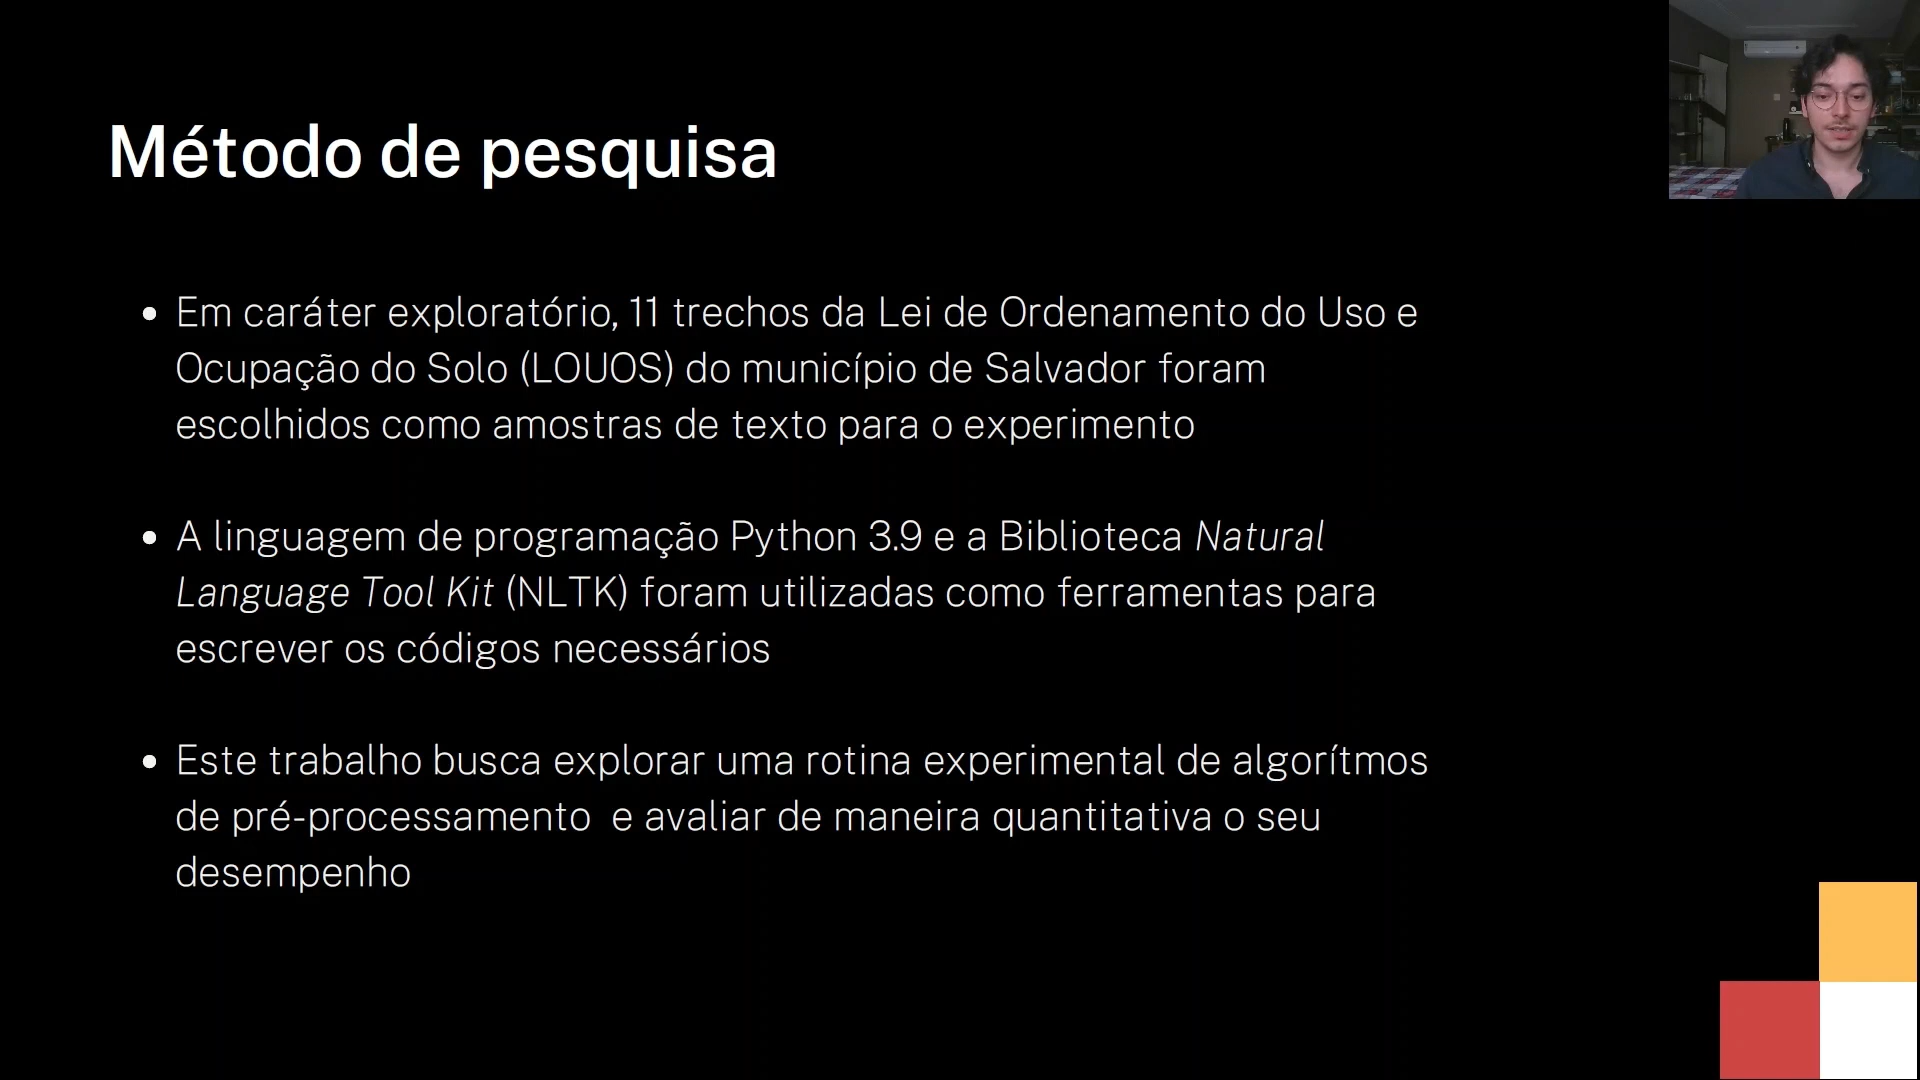 Método de pesquisa
• Em caráter exploratório, 11 trechos da Lei de Ordenamento do Uso e
Ocupação do Solo (LOUOS) do município de Salvador foram
escolhidos como amostras de texto para o experimento
• A linguagem de programação Python 3.9 e a Biblioteca Natural
Language Tool Kit (NLTK) foram utilizadas como ferramentas para
escrever os códigos necessários
• Este trabalho busca explorar uma rotina experimental de algorítmos
de pré-processamento  e avaliar de maneira quantitativa o seu
desempenho